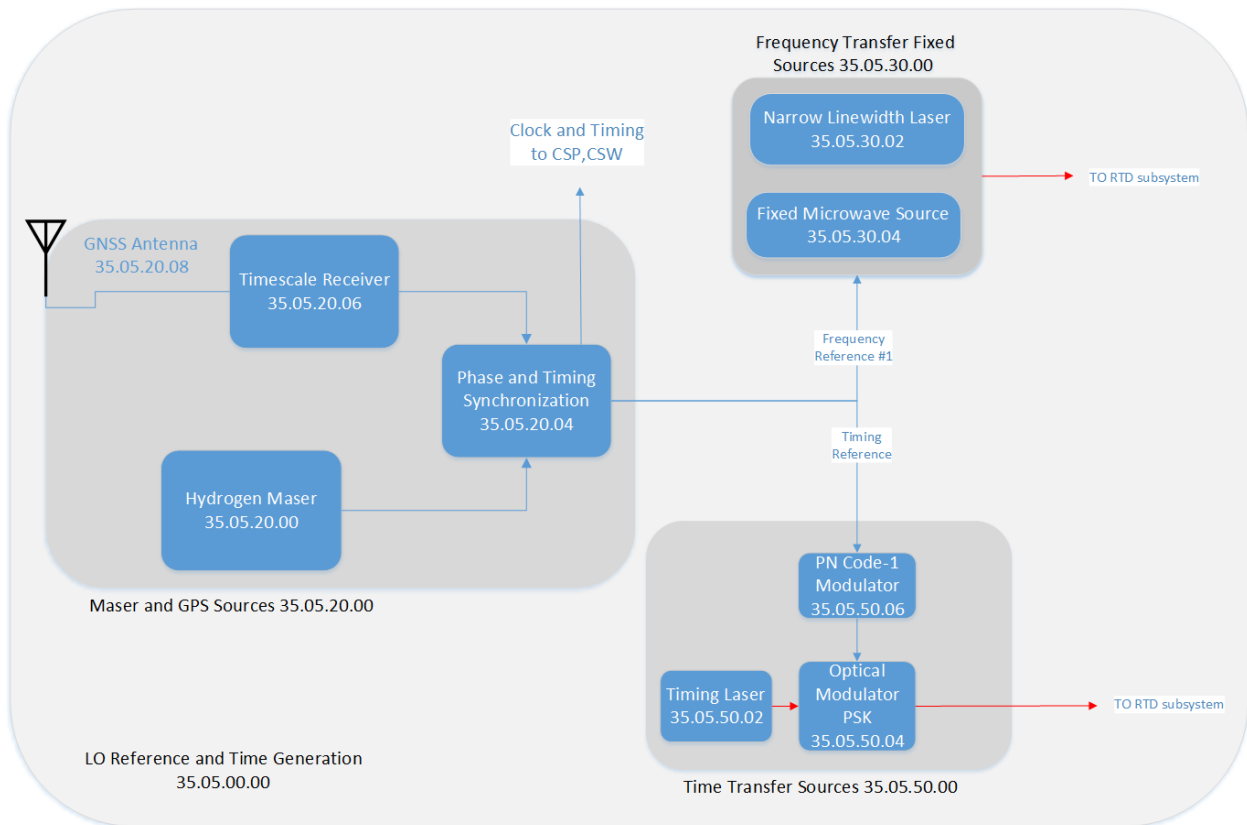 Frequency Transfer Fixed
Sources 35.05.30.00
Narrow Linewidth Laser
35.05.30.02
Clock and Timing
to CSP,CSW
TO RTD subsystem
Fixed Microwave Source
35.05.30.04
GNSS Antenna
35.05.20.08
Timescale Receiver
35.05.20.06
Frequency
Reference #1
Phase and Timing
Synchronization
35.05.20.04
Timing
Reference
Hydrogen Maser
35.05.20.00
Maser and GPS Sources 35.05.20.00
PN Code-1
Modulator
35.05.50.06
Timing Laser
35.05.50.02
Optical
Modulator
PSK
35.05.50.04
TO RTD subsystem
LO Reference and Time Generation
35.05.00.00
Time Transfer Sources 35.05.50.00